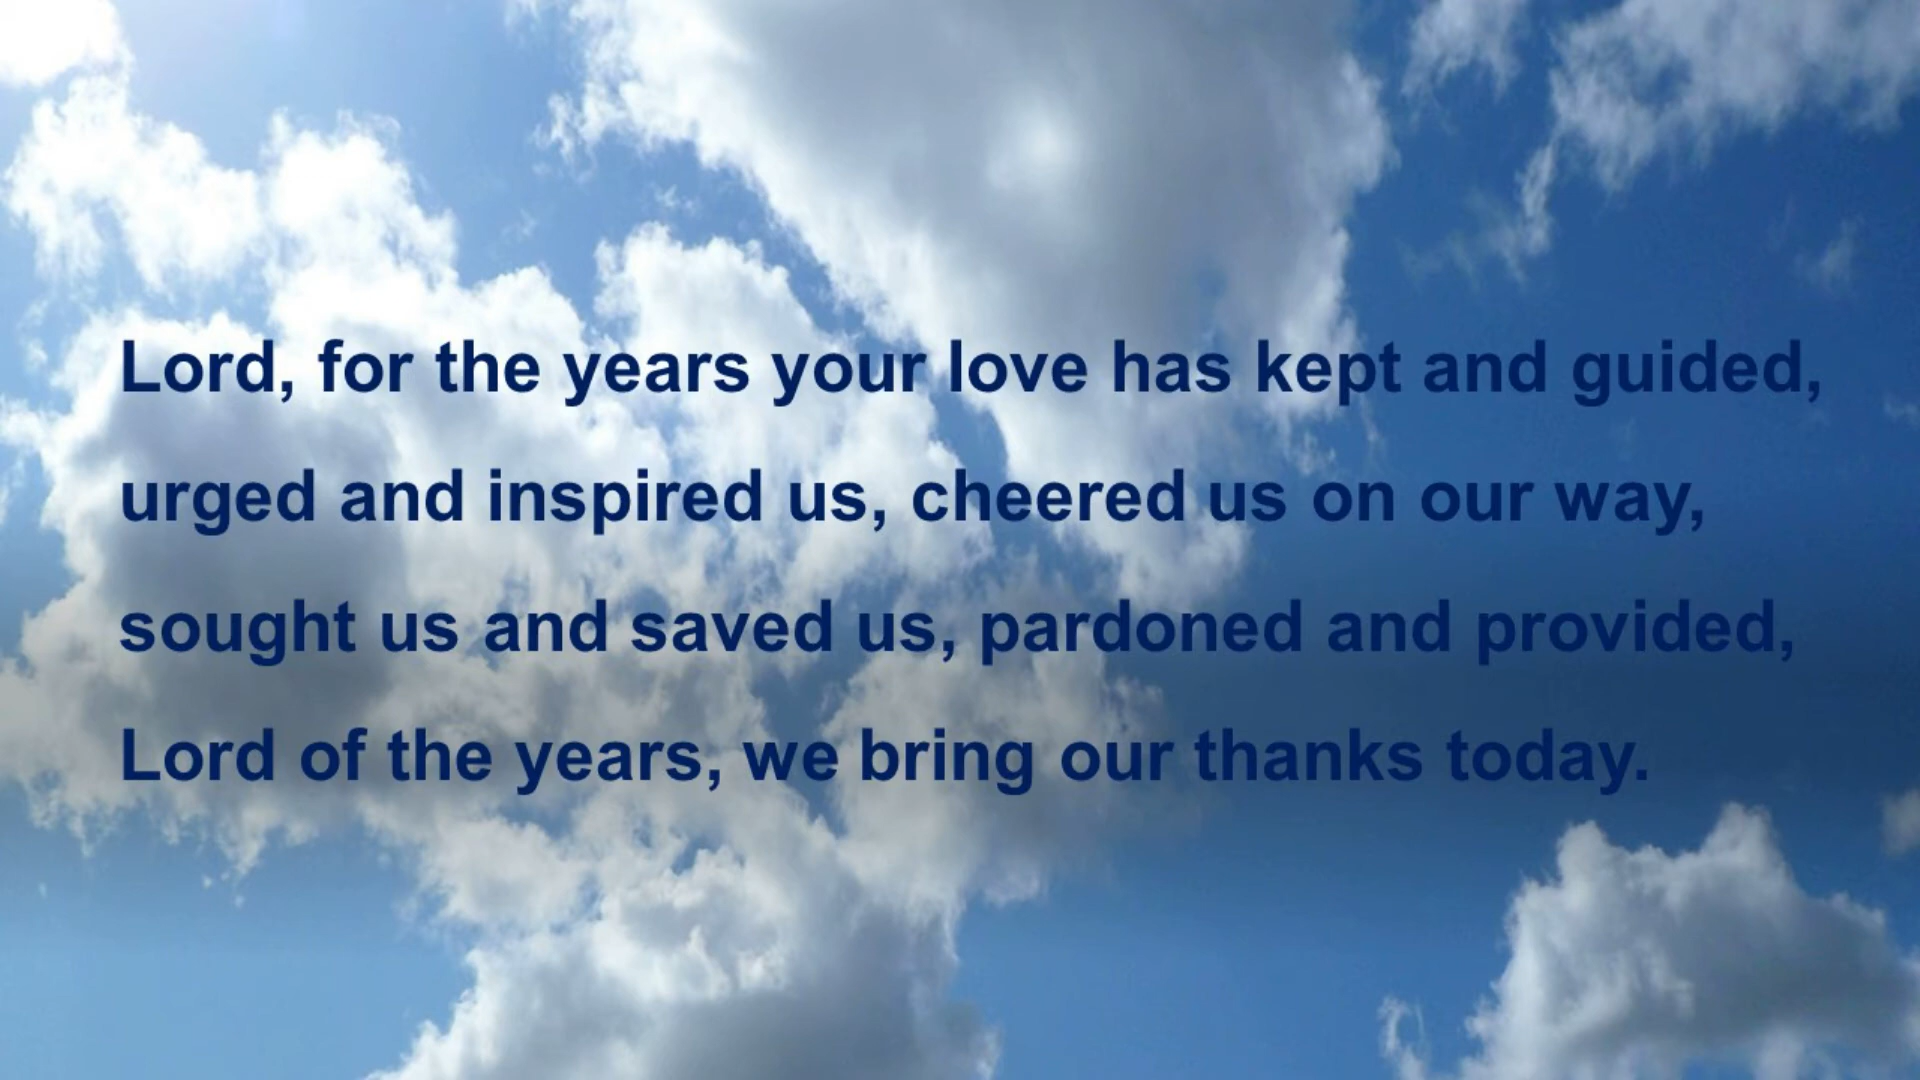 Lord, for the years your love has kept and guided,
urged and inspired us, cheered us on our way,
sought us and saved us, pardoned and provided,
Lord of the years, we bring our thanks today.